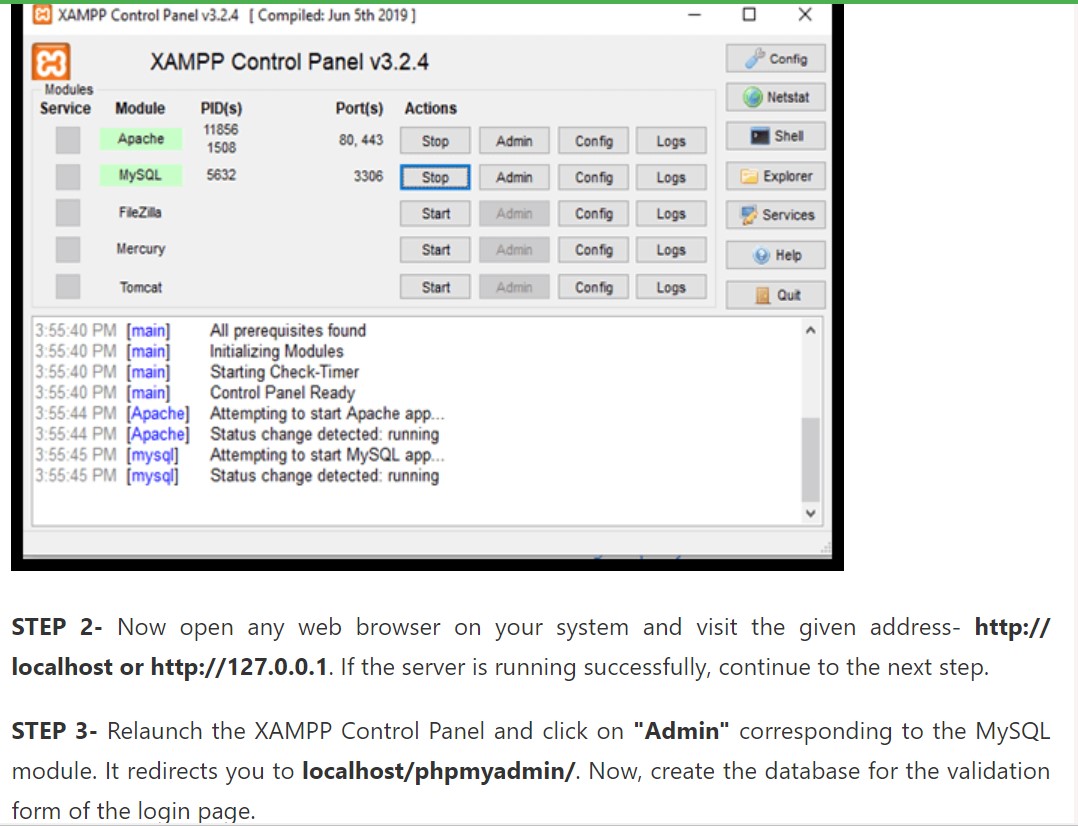 XAMPP Control Panel v3.2.4 [ Compiled: Jun 5th 2019 ]
XAMPP Control Panel v3.2.4
Config
Modules
Service Module PID(s) Port(s) Actions
Netstat
Apache 11856 1508 80, 443 Stop Admin Config Logs
Shell
MySQL 5632 3306 Stop Admin Config Logs
Explorer
FileZilla Start Admin Config Logs
Services
Mercury Start Admin Config Logs
Help
Tomcat Start Admin Config Logs
Quit
3:55:40 PM [main] All prerequisites found
3:55:40 PM [main] Initializing Modules
3:55:40 PM [main] Starting Check-Timer
3:55:40 PM [main] Control Panel Ready
3:55:44 PM [Apache] Attempting to start Apache app...
3:55:44 PM [Apache] Status change detected: running
3:55:45 PM [mysql] Attempting to start MySQL app...
3:55:45 PM [mysql] Status change detected: running
STEP 2- Now open any web browser on your system and visit the given address- http://
localhost or http://127.0.0.1. If the server is running successfully, continue to the next step.
STEP 3- Relaunch the XAMPP Control Panel and click on "Admin" corresponding to the MySQL
module. It redirects you to localhost/phpmyadmin/. Now, create the database for the validation
form of the login page.